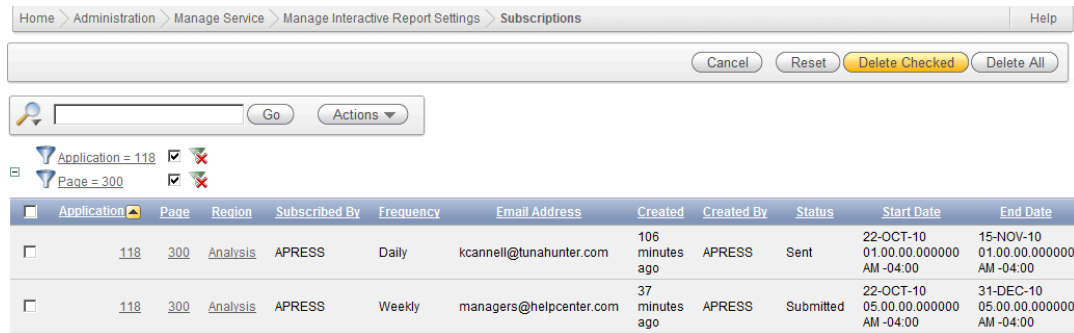 Home Administration Manage Service Manage Interactive Report Settings Subscriptions Help
Cancel Reset Delete Checked Delete All
Go Actions
Application = 118
Page = 300
Application Page Region Subscribed By Frequency Email Address Created Created By Status Start Date End Date
118 300 Analysis APRESS Daily kcannell@tunahunter.com 106 minutes ago APRESS Sent 22-OCT-10 01.00.00.000000 AM -04:00 15-NOV-10 01.00.00.000000 AM -04:00
118 300 Analysis APRESS Weekly managers@helpcenter.com 37 minutes ago APRESS Submitted 22-OCT-10 05.00.00.000000 AM -04:00 31-DEC-10 05.00.00.000000 AM -04:00